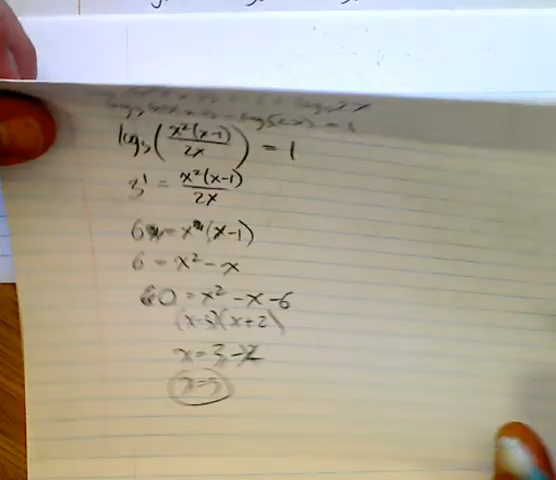 log₃(x²(x-1)/2x) = 1
3¹ = x²(x-1)/2x
6x = x²(x-1)
6 = x² - x
0 = x² - x - 6
(x-3)(x+2)
x = 3, -2
x=3